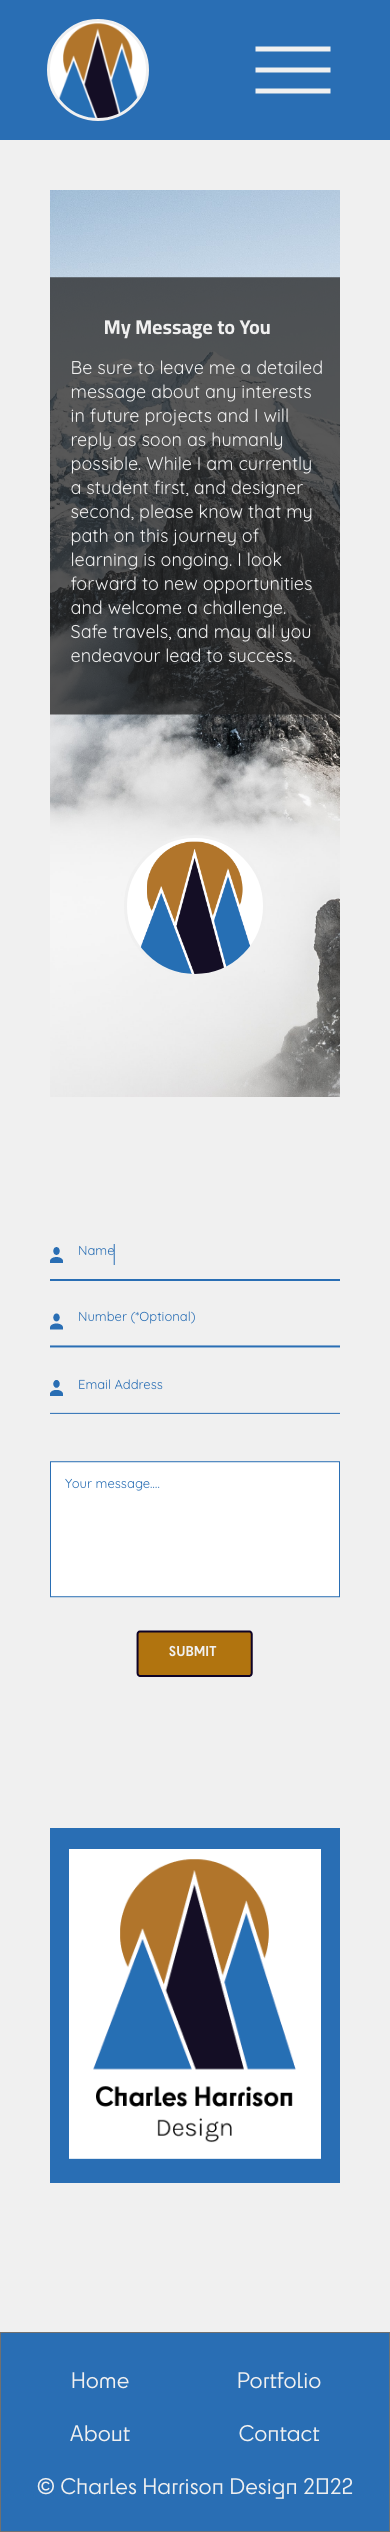 My Message to You
Be sure to leave me a detailed
message about any interests
in future projects and I will
reply as soon as humanly
possible. While I am currently
a student first, and designer
second, please know that my
path on this journey of
learning is ongoing. I look
forward to new opportunities
and welcome a challenge.
Safe travels, and may all you
endeavour lead to success.
Name
Number (*Optional)
Email Address
Your message....
SUBMIT
Charles Harrison
Design
Home Portfolio
About Contact
© Charles Harrison Design 2▯22